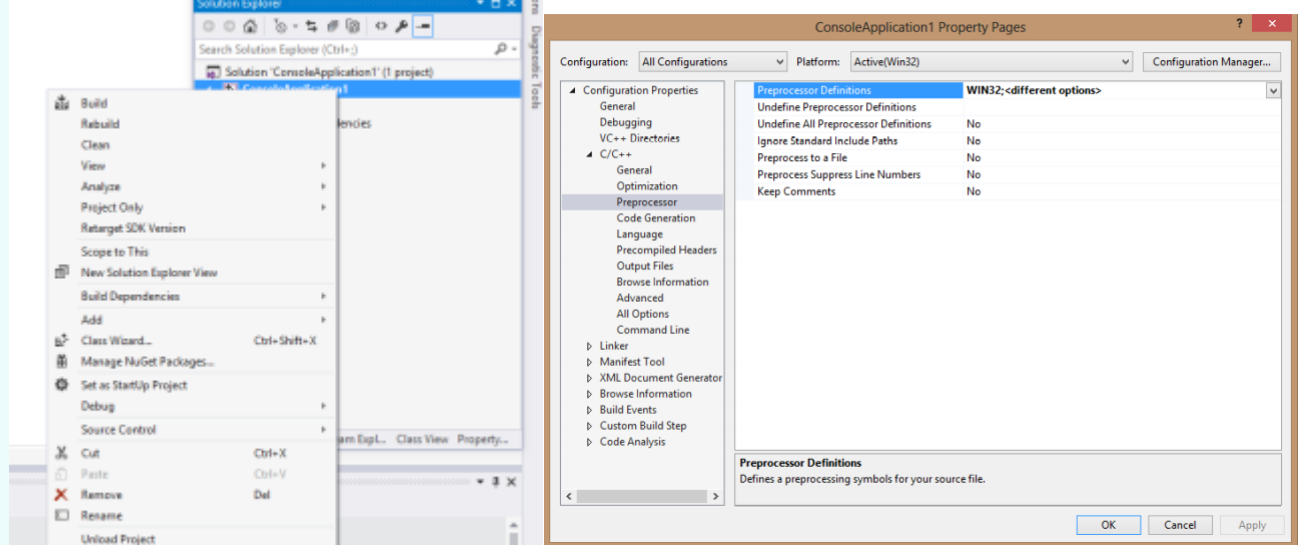 Solution Explorer
Search Solution Explorer (Ctrl+;)
Solution 'ConsoleApplication1' (1 project)
ConsoleApplication1
Diagnostic Tools
Build
Rebuild
Clean
View
Analyze
Project Only
Retarget SDK Version
Scope to This
New Solution Explorer View
Build Dependencies
Add
Class Wizard... Ctrl+Shift+X
Manage NuGet Packages...
Set as StartUp Project
Debug
Source Control
Cut Ctrl+X
Paste Ctrl+V
Remove Del
Rename
Unload Project
Class View Property...
ConsoleApplication1 Property Pages
? ×
Configuration: All Configurations Platform: Active(Win32) Configuration Manager...
Configuration Properties
General
Debugging
VC++ Directories
C/C++
General
Optimization
Preprocessor
Code Generation
Language
Precompiled Headers
Output Files
Browse Information
Advanced
All Options
Command Line
Linker
Manifest Tool
XML Document Generator
Browse Information
Build Events
Custom Build Step
Code Analysis
Preprocessor Definitions WIN32;<different options>
Undefine Preprocessor Definitions
Undefine All Preprocessor Definitions No
Ignore Standard Include Paths No
Preprocess to a File No
Preprocess Suppress Line Numbers No
Keep Comments No
Preprocessor Definitions
Defines a preprocessing symbols for your source file.
OK Cancel Apply